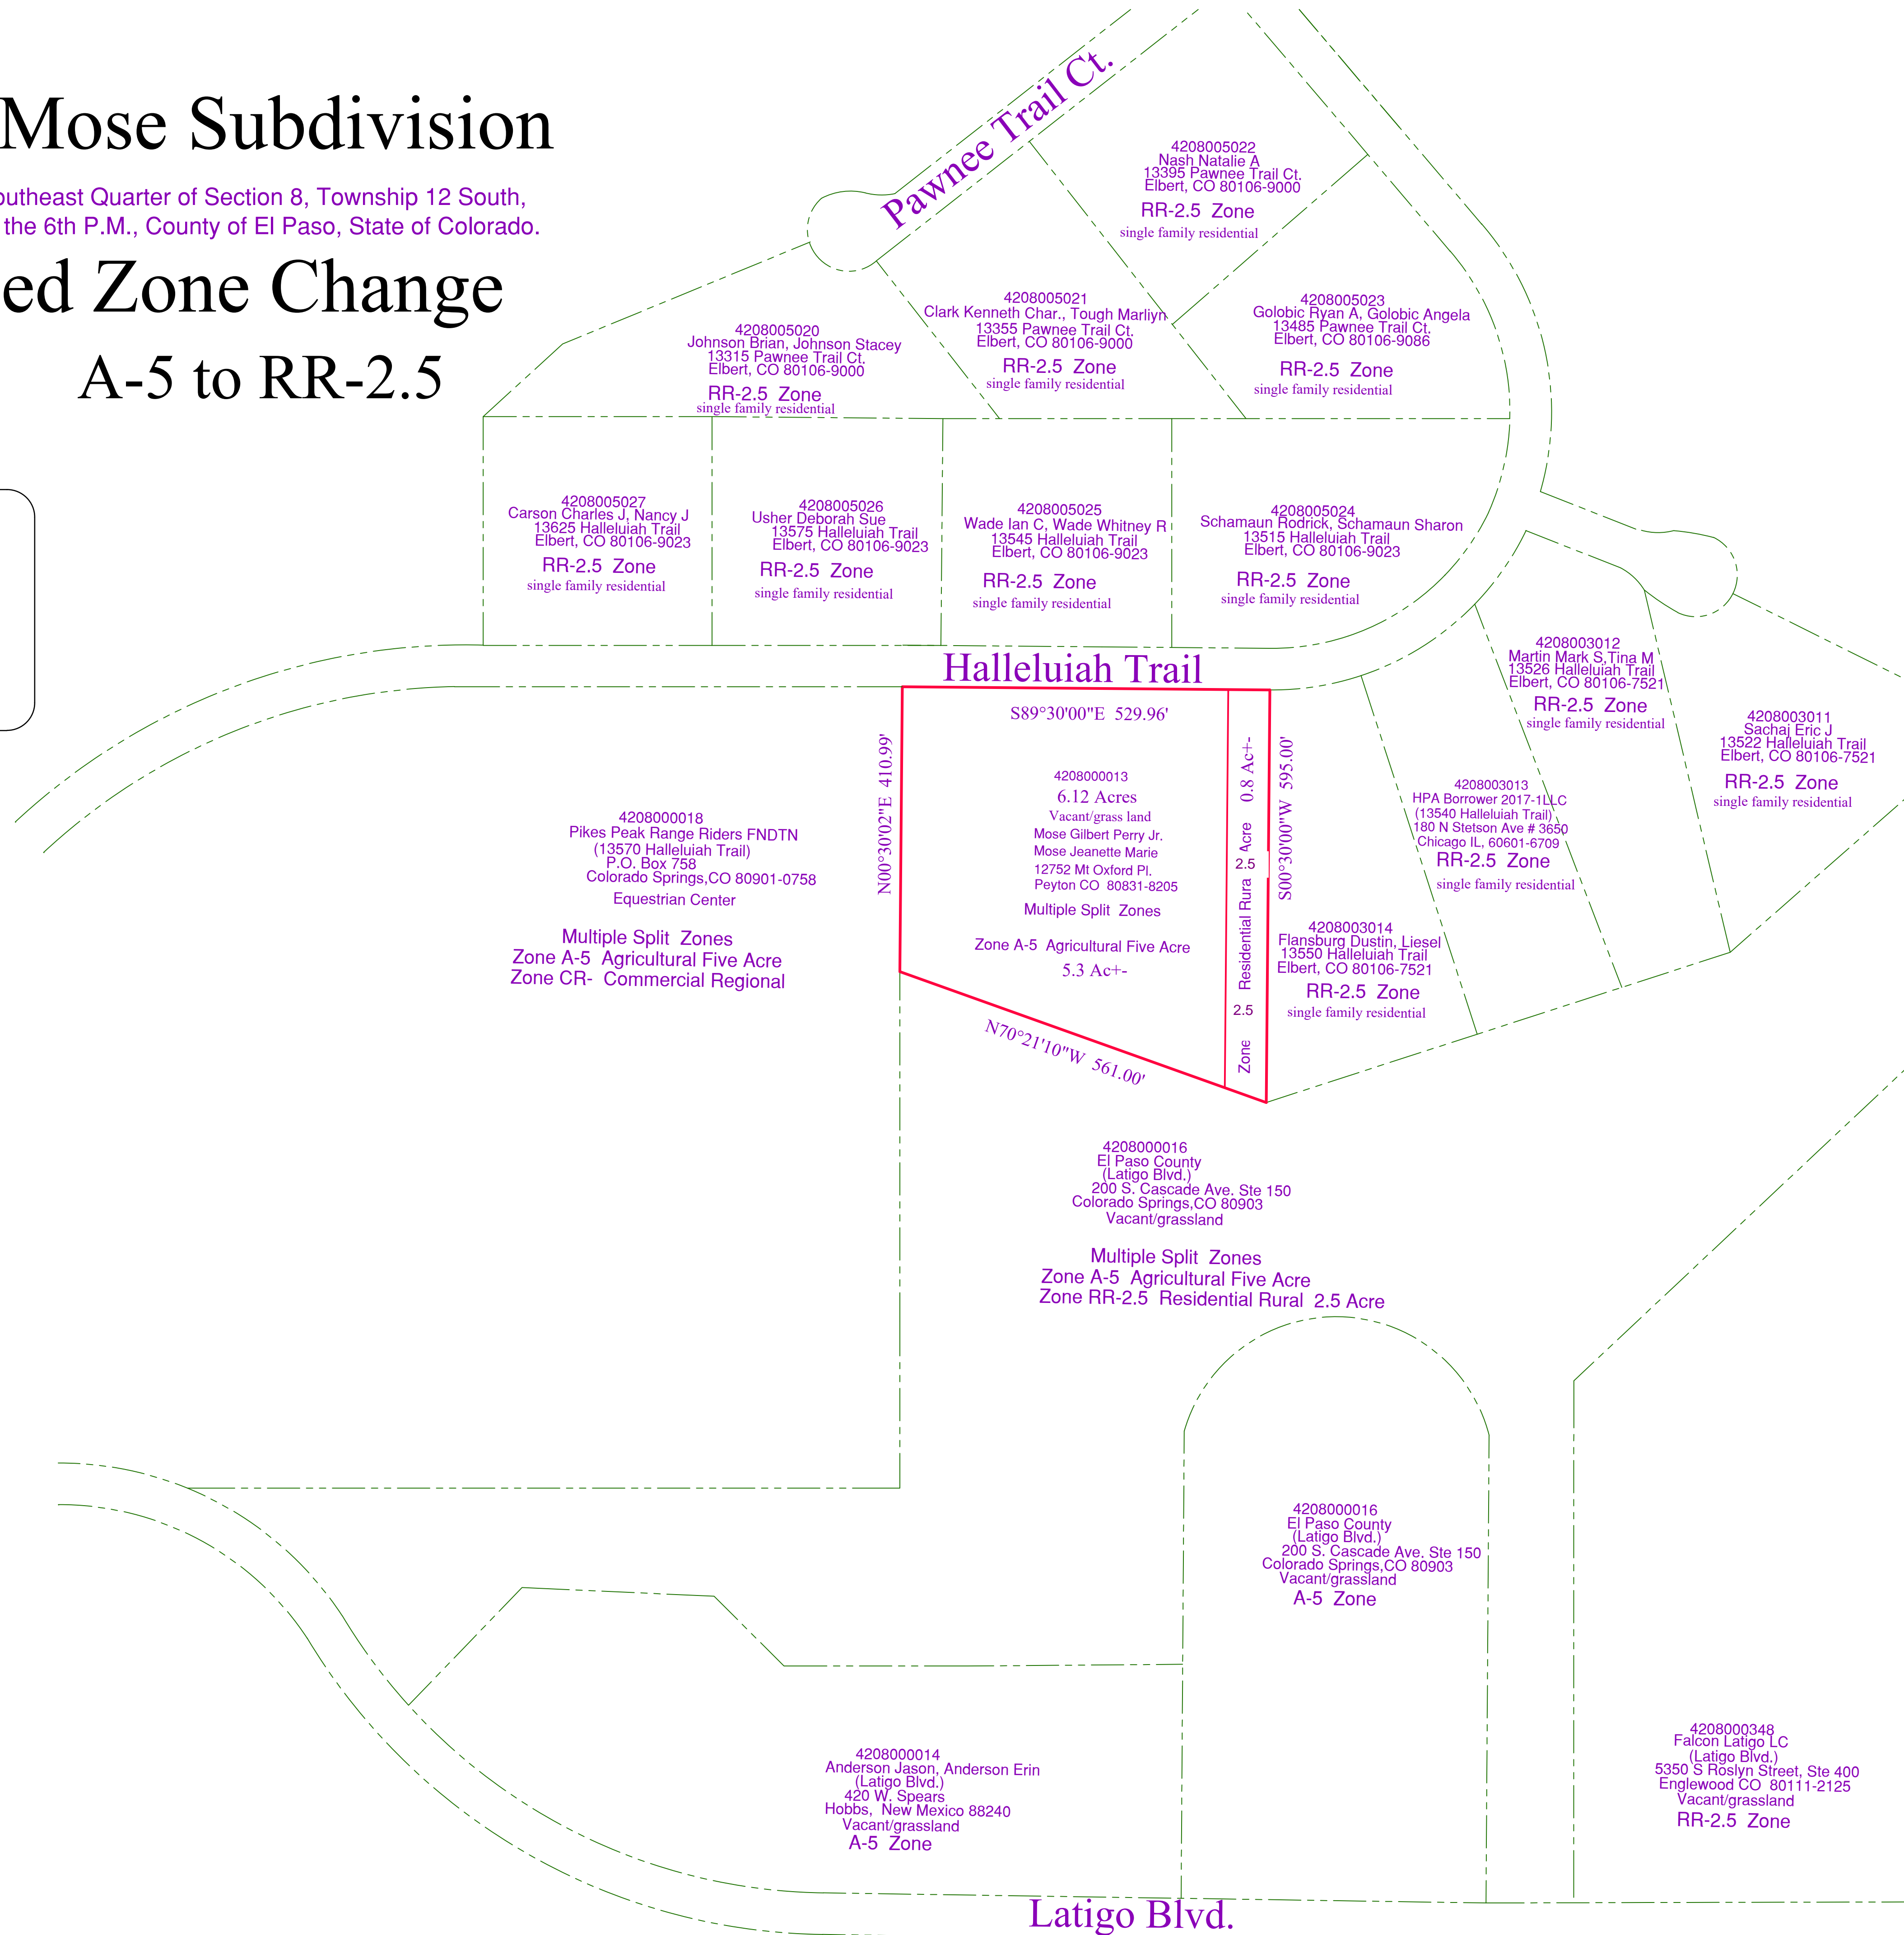 Mose Subdivision
outheast Quarter of Section 8, Township 12 South,
the 6th P.M., County of El Paso, State of Colorado.
ed Zone Change
A-5 to RR-2.5
Pawnee Trail Ct.
4208005022
Nash Natalie A
13395 Pawnee Trail Ct.
Elbert, CO 80106-9000
RR-2.5 Zone
single family residential
4208005020
Johnson Brian, Johnson Stacey
13315 Pawnee Trail Ct.
Elbert, CO 80106-9000
RR-2.5 Zone
single family residential
4208005021
Clark Kenneth Char., Tough Marliyn
13355 Pawnee Trail Ct.
Elbert, CO 80106-9000
RR-2.5 Zone
single family residential
4208005023
Golobic Ryan A, Golobic Angela
13485 Pawnee Trail Ct.
Elbert, CO 80106-9086
RR-2.5 Zone
single family residential
4208005027
Carson Charles J, Nancy J
13625 Halleluiah Trail
Elbert, CO 80106-9023
RR-2.5 Zone
single family residential
4208005026
Usher Deborah Sue
13575 Halleluiah Trail
Elbert, CO 80106-9023
RR-2.5 Zone
single family residential
4208005025
Wade Ian C, Wade Whitney R
13545 Halleluiah Trail
Elbert, CO 80106-9023
RR-2.5 Zone
single family residential
4208005024
Schamaun Rodrick, Schamaun Sharon
13515 Halleluiah Trail
Elbert, CO 80106-9023
RR-2.5 Zone
single family residential
Halleluiah Trail
4208003012
Martin Mark S,Tina M
13526 Halleluiah Trail
Elbert, CO 80106-7521
RR-2.5 Zone
single family residential
4208003011
Sachaj Eric J
13522 Halleluiah Trail
Elbert, CO 80106-7521
RR-2.5 Zone
single family residential
4208003013
HPA Borrower 2017-1LLC
(13540 Halleluiah Trail)
180 N Stetson Ave # 3650
Chicago IL, 60601-6709
RR-2.5 Zone
single family residential
4208003014
Flansburg Dustin, Liesel
13550 Halleluiah Trail
Elbert, CO 80106-7521
RR-2.5 Zone
single family residential
S89°30'00"E 529.96'
N00°30'02"E 410.99'
S00°30'00"W 595.00'
N70°21'10"W 561.00'
4208000013
6.12 Acres
Vacant/grass land
Mose Gilbert Perry Jr.
Mose Jeanette Marie
12752 Mt Oxford Pl.
Peyton CO 80831-8205
Multiple Split Zones
Zone A-5 Agricultural Five Acre
5.3 Ac+-
Zone 2.5 Residential Rura 2.5 Acre 0.8 Ac+-
4208000018
Pikes Peak Range Riders FNDTN
(13570 Halleluiah Trail)
P.O. Box 758
Colorado Springs,CO 80901-0758
Equestrian Center
Multiple Split Zones
Zone A-5 Agricultural Five Acre
Zone CR- Commercial Regional
4208000016
El Paso County
(Latigo Blvd.)
200 S. Cascade Ave. Ste 150
Colorado Springs,CO 80903
Vacant/grassland
Multiple Split Zones
Zone A-5 Agricultural Five Acre
Zone RR-2.5 Residential Rural 2.5 Acre
4208000016
El Paso County
(Latigo Blvd.)
200 S. Cascade Ave. Ste 150
Colorado Springs,CO 80903
Vacant/grassland
A-5 Zone
4208000014
Anderson Jason, Anderson Erin
(Latigo Blvd.)
420 W. Spears
Hobbs, New Mexico 88240
Vacant/grassland
A-5 Zone
4208000348
Falcon Latigo LC
(Latigo Blvd.)
5350 S Roslyn Street, Ste 400
Englewood CO 80111-2125
Vacant/grassland
RR-2.5 Zone
Latigo Blvd.